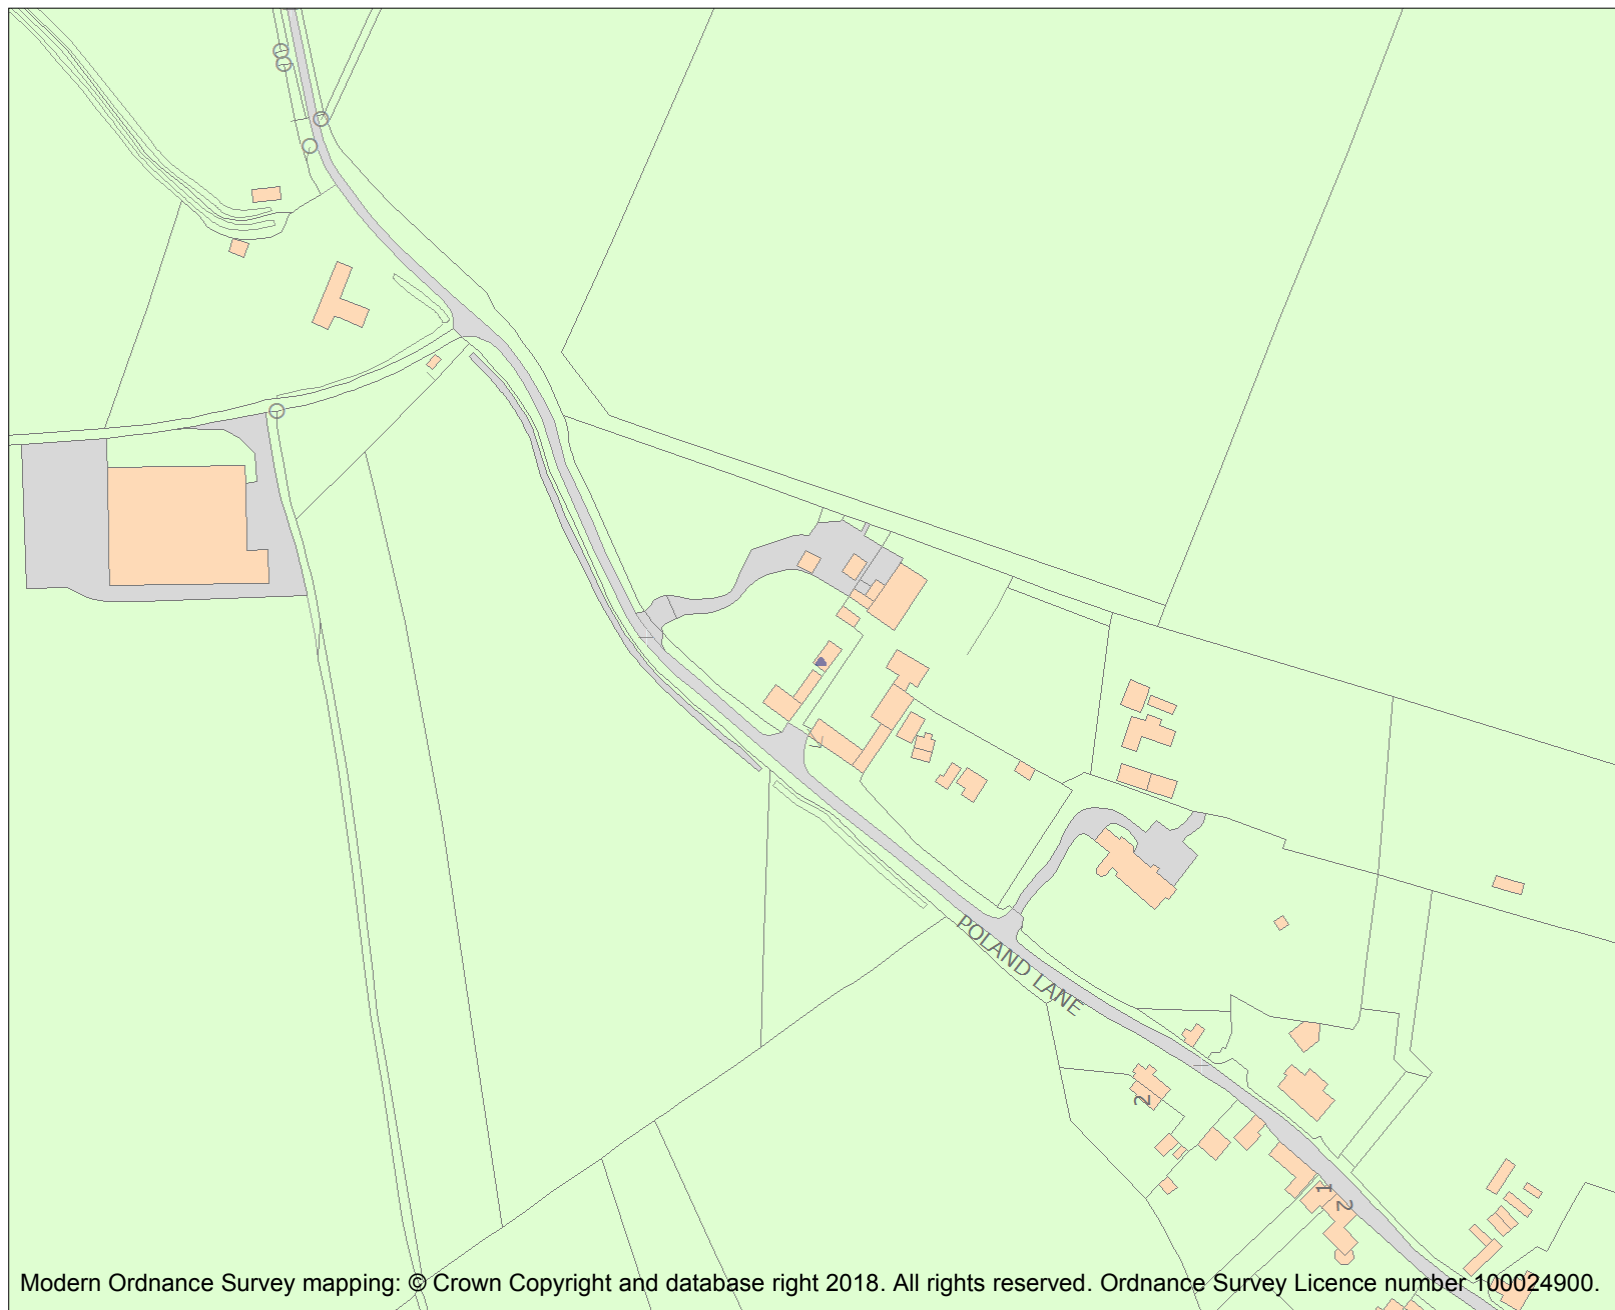 POLAND LANE
2
1
2
Modern Ordnance Survey mapping: © Crown Copyright and database right 2018. All rights reserved. Ordnance Survey Licence number 100024900.